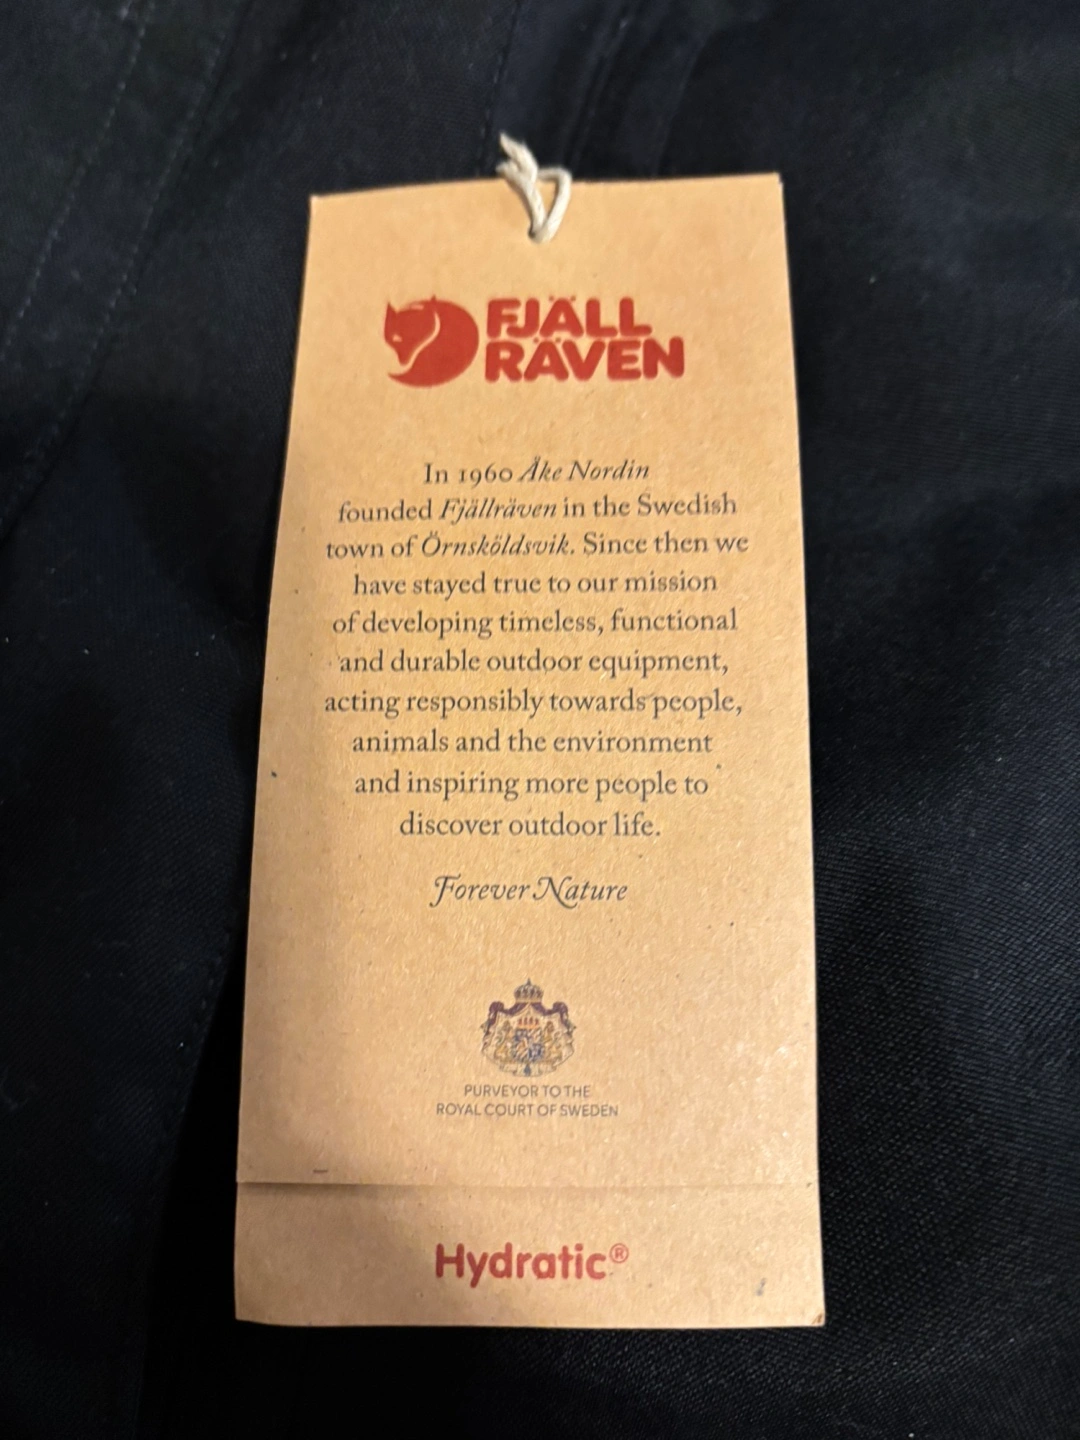 FJÄLL
RÄVEN
In 1960 Åke Nordin
founded Fjällräven in the Swedish
town of Örnsköldsvik. Since then we
have stayed true to our mission
of developing timeless, functional
and durable outdoor equipment,
acting responsibly towards people,
animals and the environment
and inspiring more people to
discover outdoor life.
Forever Nature
PURVEYOR TO THE
ROYAL COURT OF SWEDEN
Hydratic®